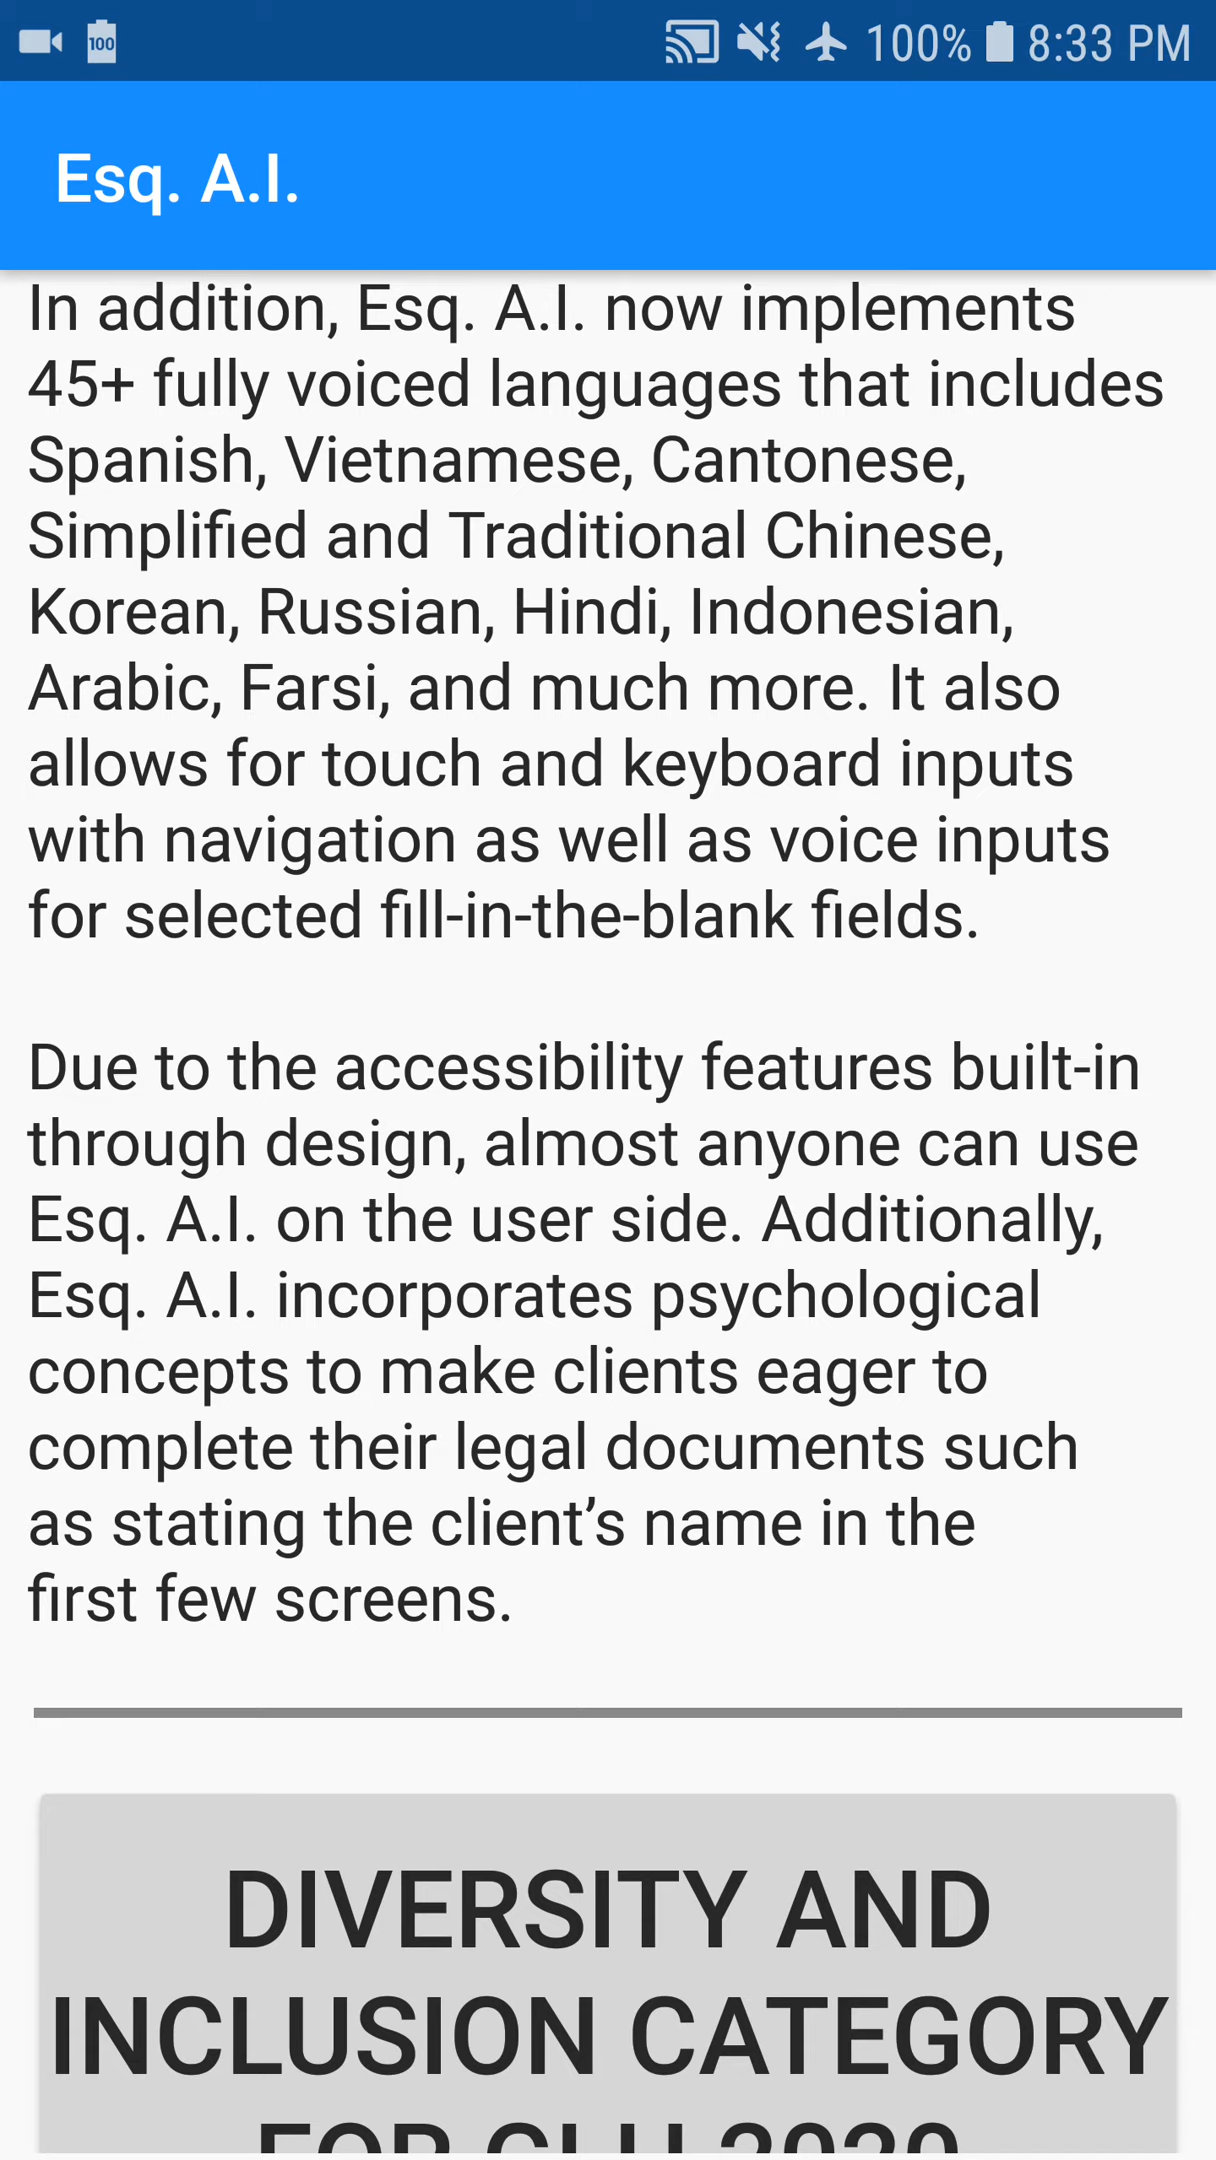 100
100% 8:33 PM
Esq. A.I.
In addition, Esq. A.I. now implements
45+ fully voiced languages that includes
Spanish, Vietnamese, Cantonese,
Simplified and Traditional Chinese,
Korean, Russian, Hindi, Indonesian,
Arabic, Farsi, and much more. It also
allows for touch and keyboard inputs
with navigation as well as voice inputs
for selected fill-in-the-blank fields.
Due to the accessibility features built-in
through design, almost anyone can use
Esq. A.I. on the user side. Additionally,
Esq. A.I. incorporates psychological
concepts to make clients eager to
complete their legal documents such
as stating the client’s name in the
first few screens.
DIVERSITY AND
INCLUSION CATEGORY
FOR